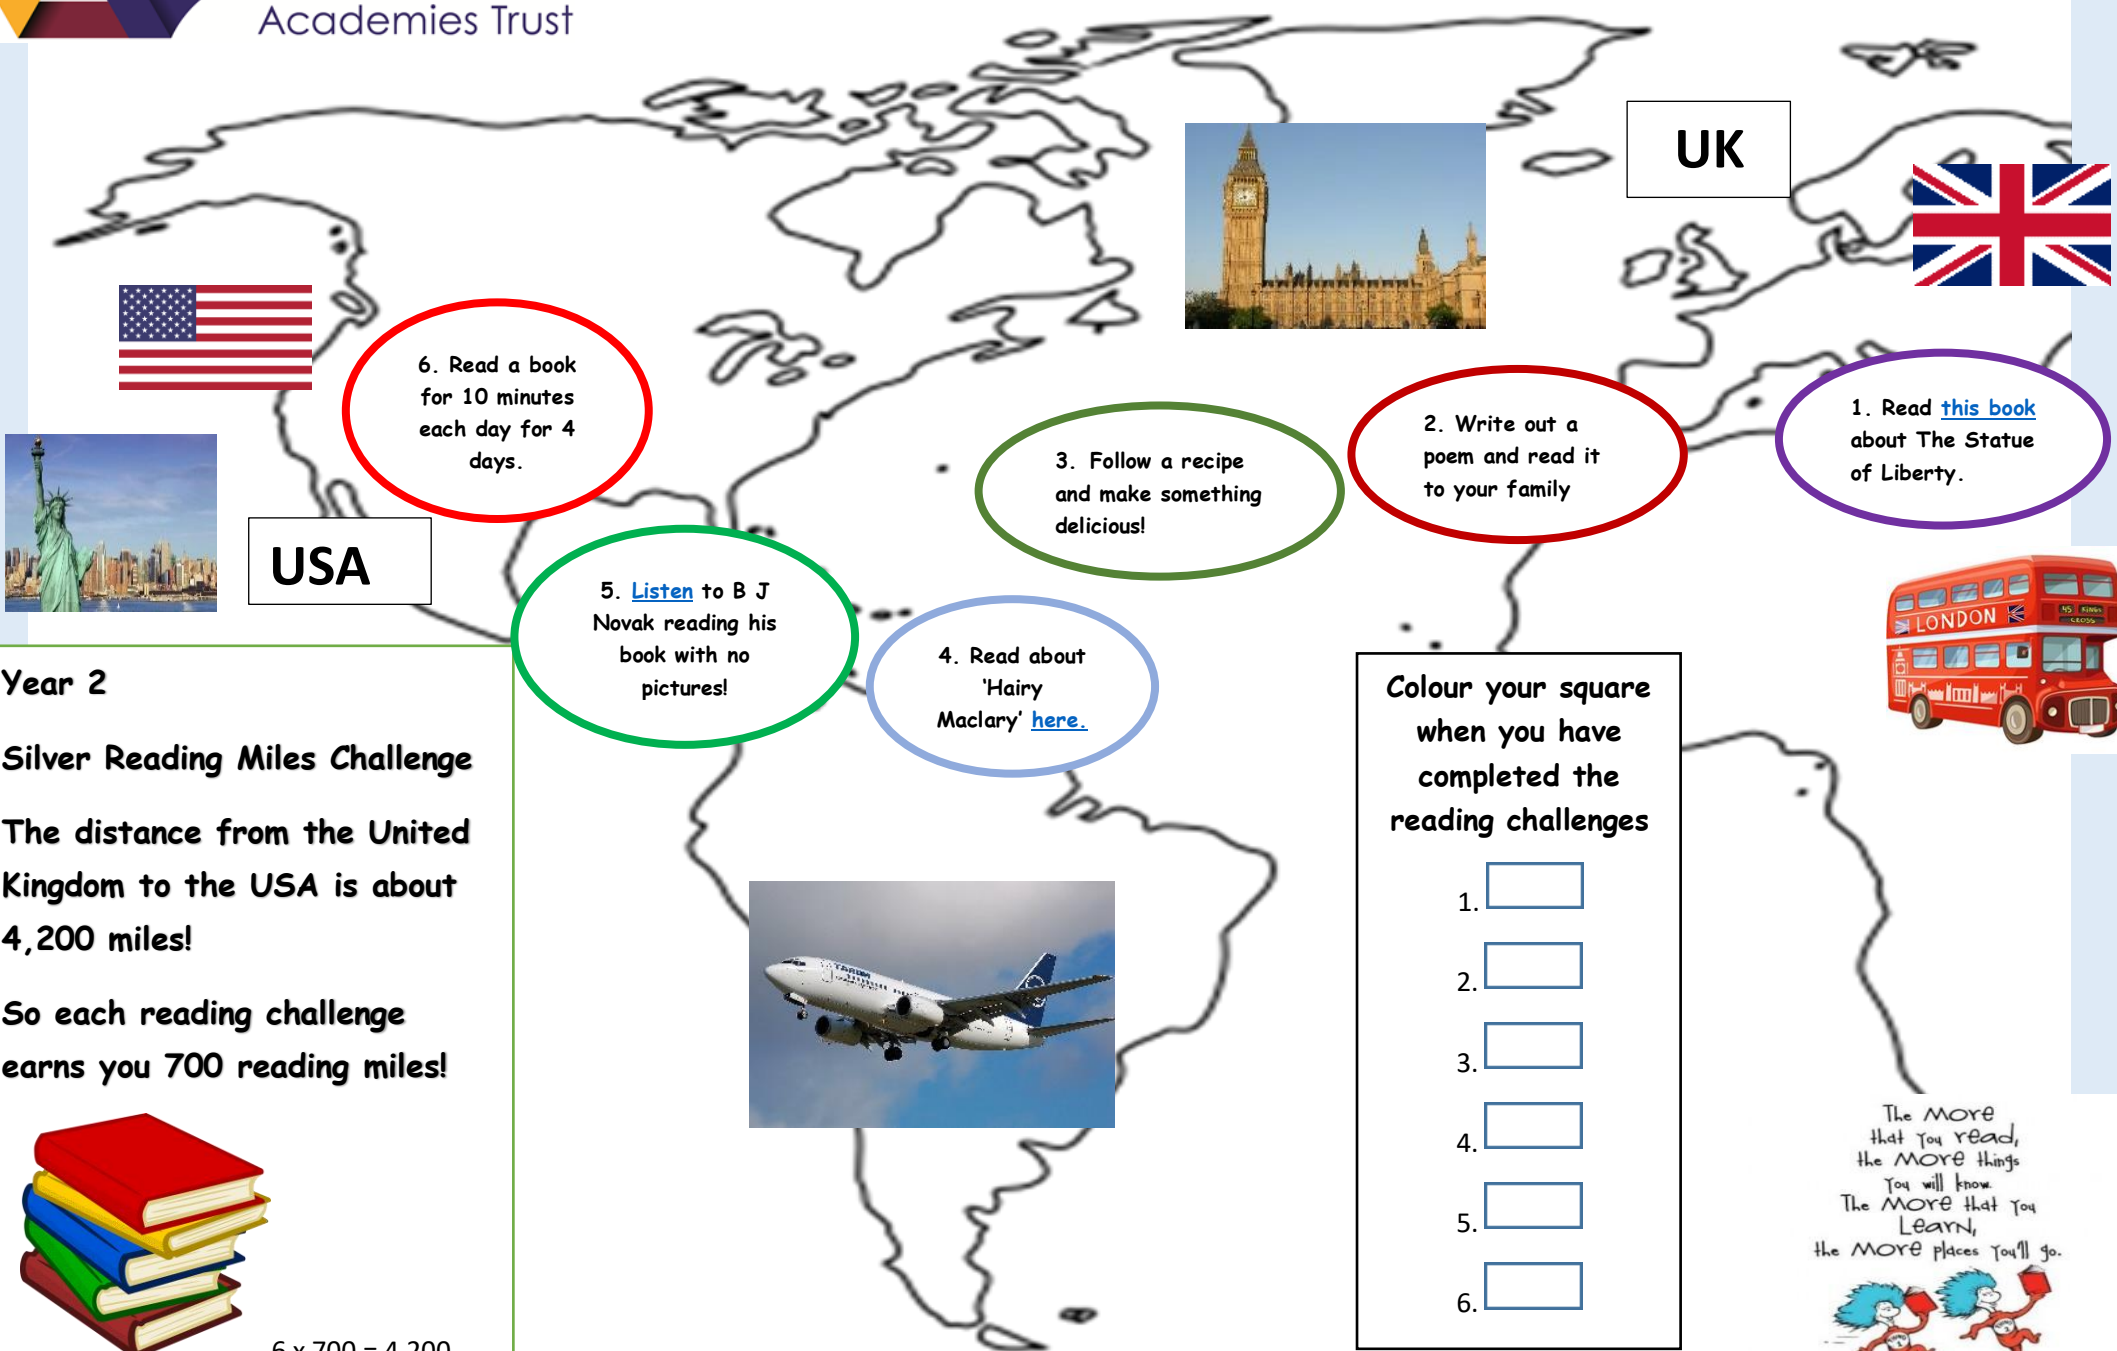 Academies Trust
UK
6. Read a book
for 10 minutes
each day for 4
days.
1. Read this book
about The Statue
of Liberty.
2. Write out a
poem and read it
to your family
3. Follow a recipe
and make something
delicious!
USA
5. Listen to B J
Novak reading his
book with no
pictures!
4. Read about
'Hairy
Maclary' here.
LONDON
45 KINGS
CROSS
Year 2
Silver Reading Miles Challenge
The distance from the United
Kingdom to the USA is about
4,200 miles!
So each reading challenge
earns you 700 reading miles!
6 x 700 = 4,200
TAROM
Colour your square
when you have
completed the
reading challenges
1.
2.
3.
4.
5.
6.
The MORE
that You reaD,
the MORE things
You will know.
The MORE that You
LeaRN,
the MORE places You'll go.